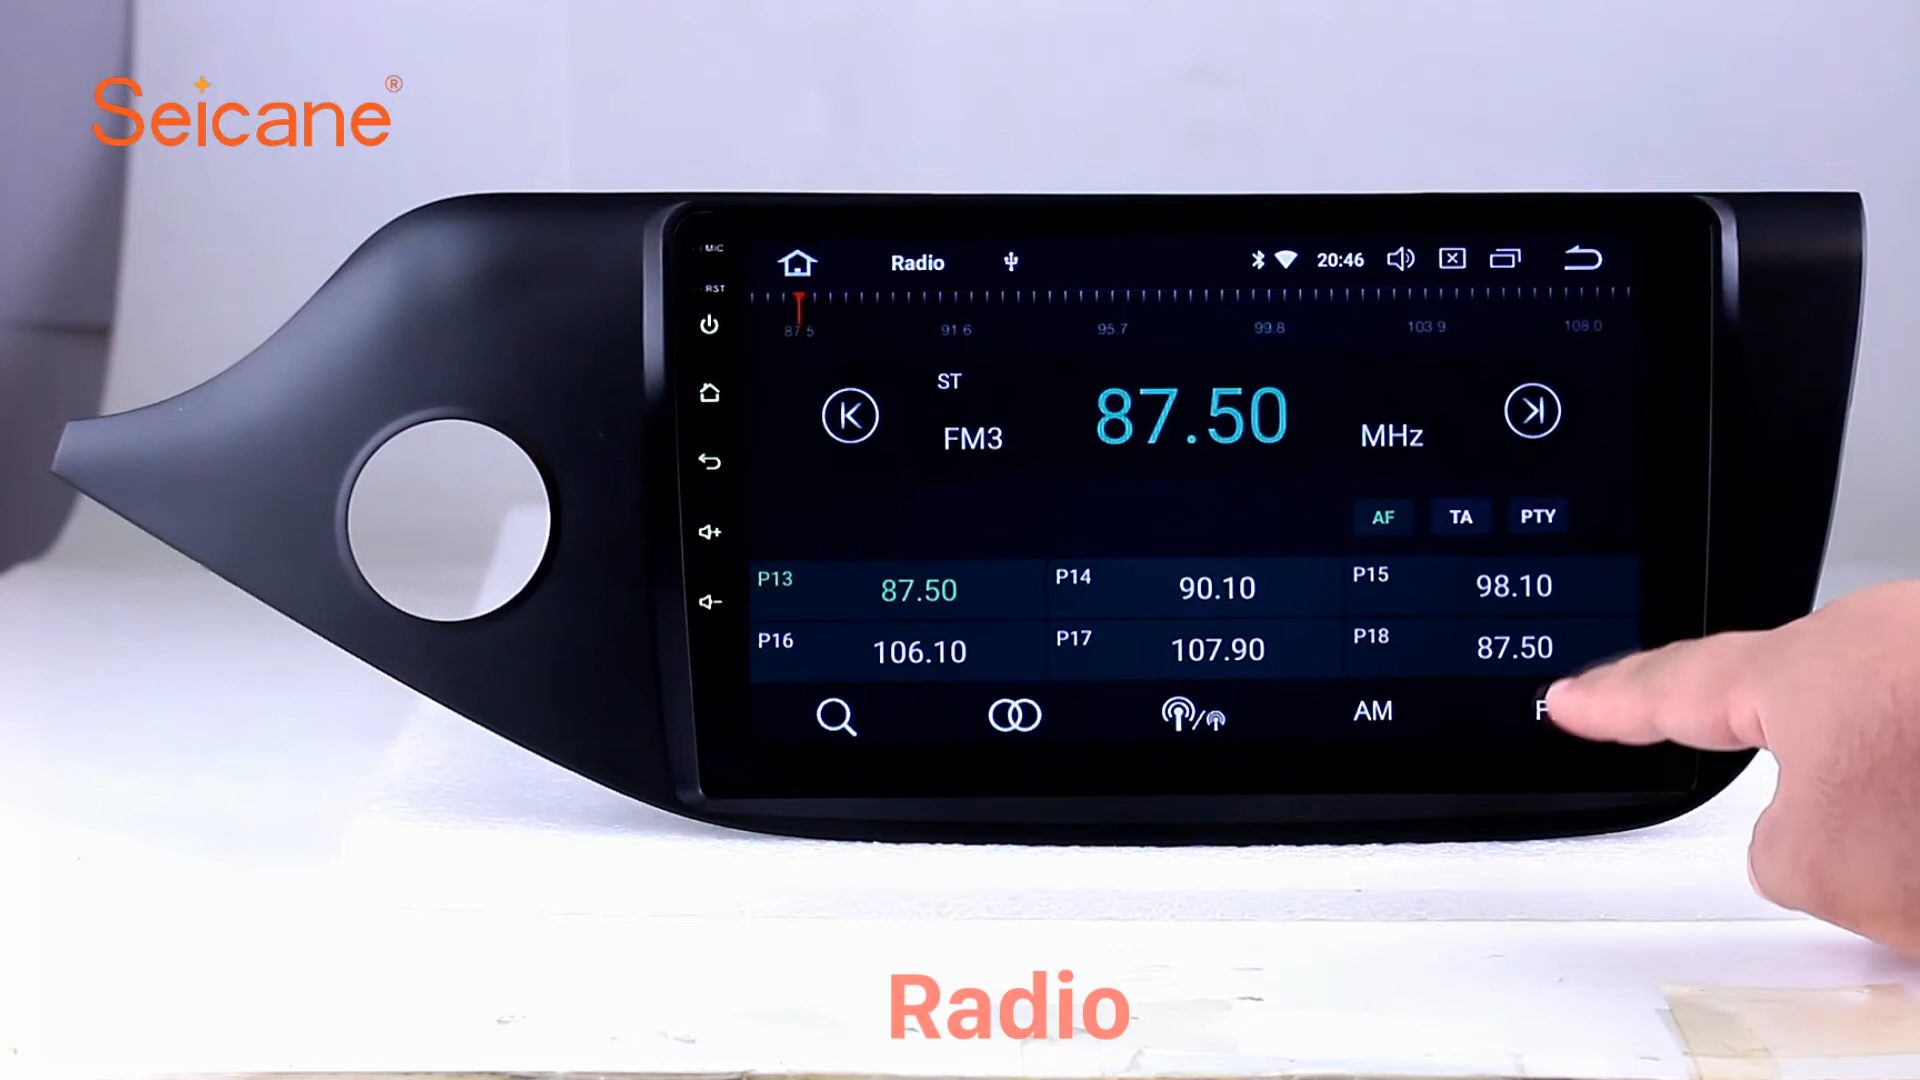 Seicane®
MIC
RST
Radio 20:46
87.5 91.6 95.7 99.8 103.9 108.0
ST
FM3 87.50 MHz
AF TA PTY
P13 87.50 P14 90.10 P15 98.10
P16 106.10 P17 107.90 P18 87.50
AM
Radio